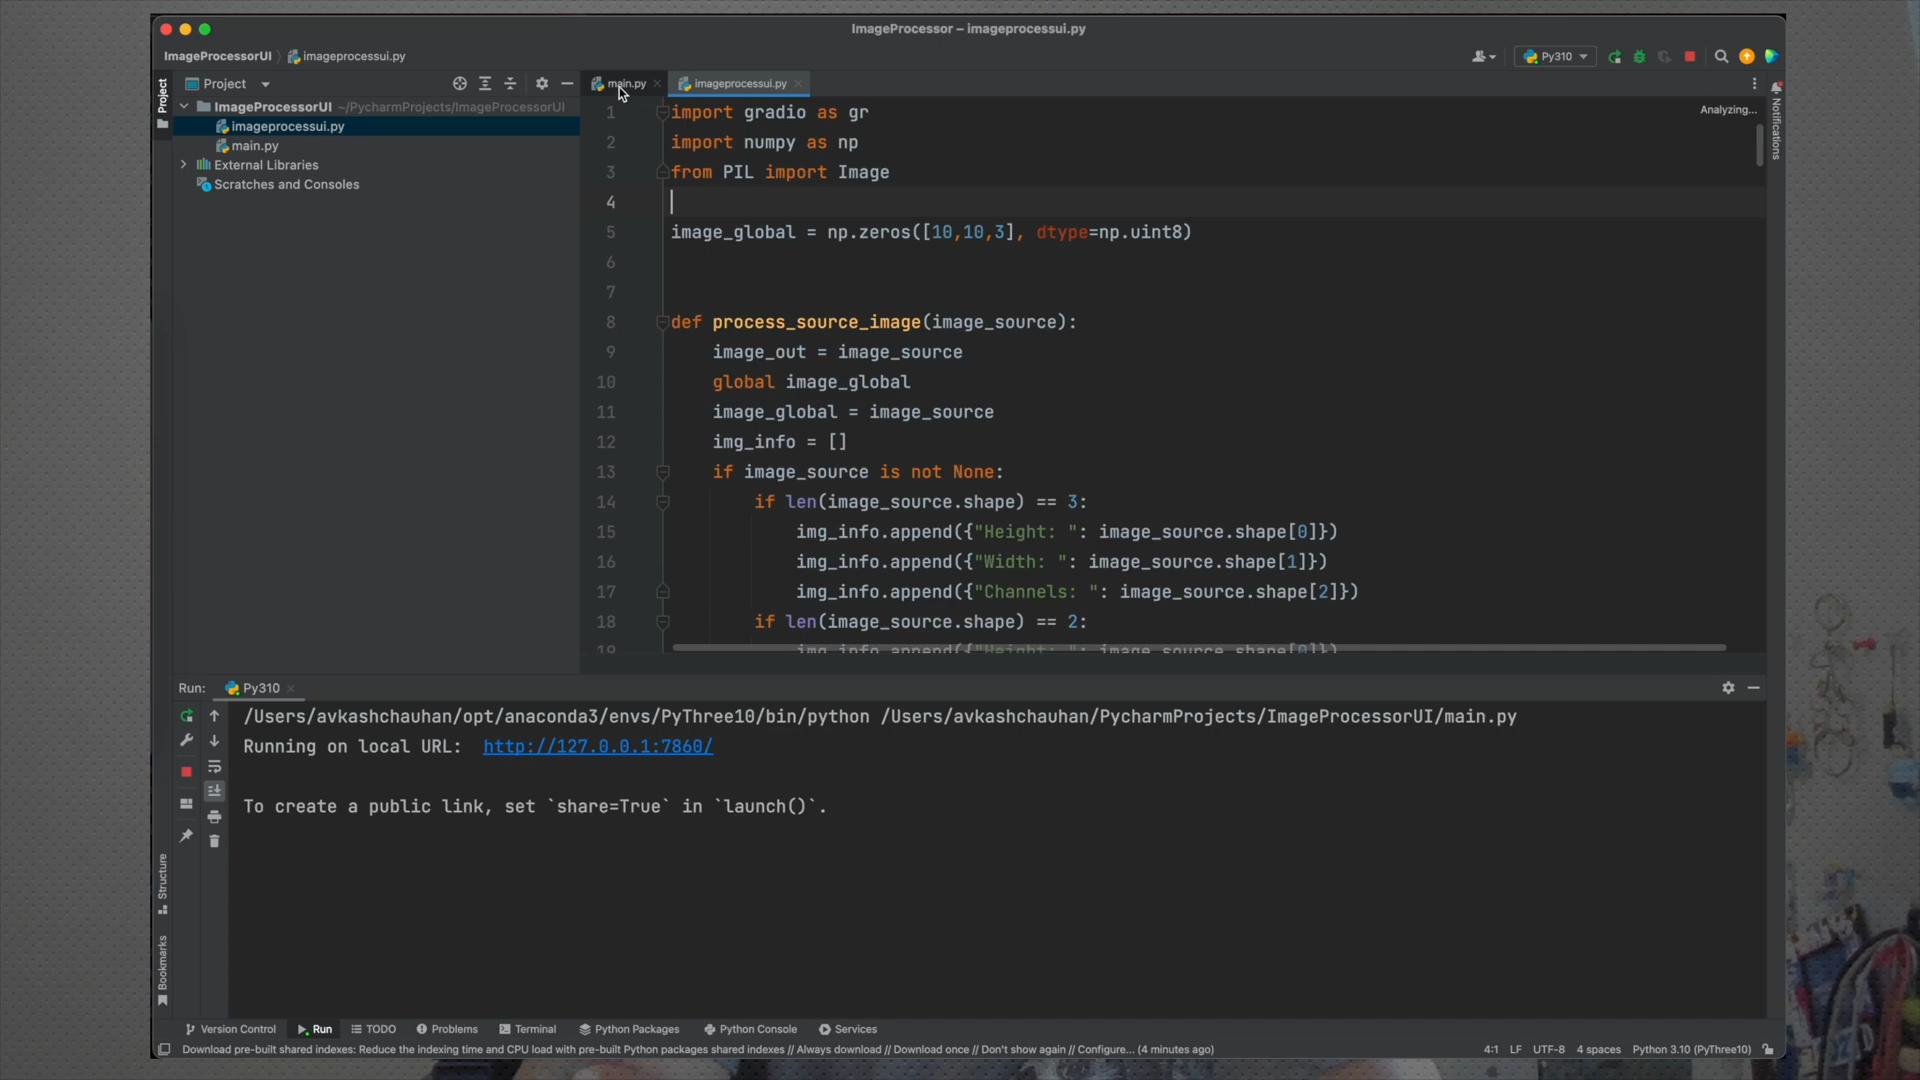 ImageProcessor – imageprocessui.py
ImageProcessorUI
imageprocessui.py
Py310
Project
Project
main.py
imageprocessui.py
ImageProcessorUI ~/PycharmProjects/ImageProcessorUI
imageprocessui.py
main.py
External Libraries
Scratches and Consoles
Analyzing...
Notifications
1 import gradio as gr
2 import numpy as np
3 from PIL import Image
4
5 image_global = np.zeros([10,10,3], dtype=np.uint8)
6
7
8 def process_source_image(image_source):
9 image_out = image_source
10 global image_global
11 image_global = image_source
12 img_info = []
13 if image_source is not None:
14 if len(image_source.shape) == 3:
15 img_info.append({"Height: ": image_source.shape[0]})
16 img_info.append({"Width: ": image_source.shape[1]})
17 img_info.append({"Channels: ": image_source.shape[2]})
18 if len(image_source.shape) == 2:
19 img_info.append({"Height: ": image_source.shape[0]})
Run: Py310
/Users/avkashchauhan/opt/anaconda3/envs/PyThree10/bin/python /Users/avkashchauhan/PycharmProjects/ImageProcessorUI/main.py
Running on local URL: http://127.0.0.1:7860/
To create a public link, set `share=True` in `launch()`.
Structure
Bookmarks
Version Control Run TODO Problems Terminal Python Packages Python Console Services
Download pre-built shared indexes: Reduce the indexing time and CPU load with pre-built Python packages shared indexes // Always download // Download once // Don't show again // Configure... (4 minutes ago)
4:1 LF UTF-8 4 spaces Python 3.10 (PyThree10)